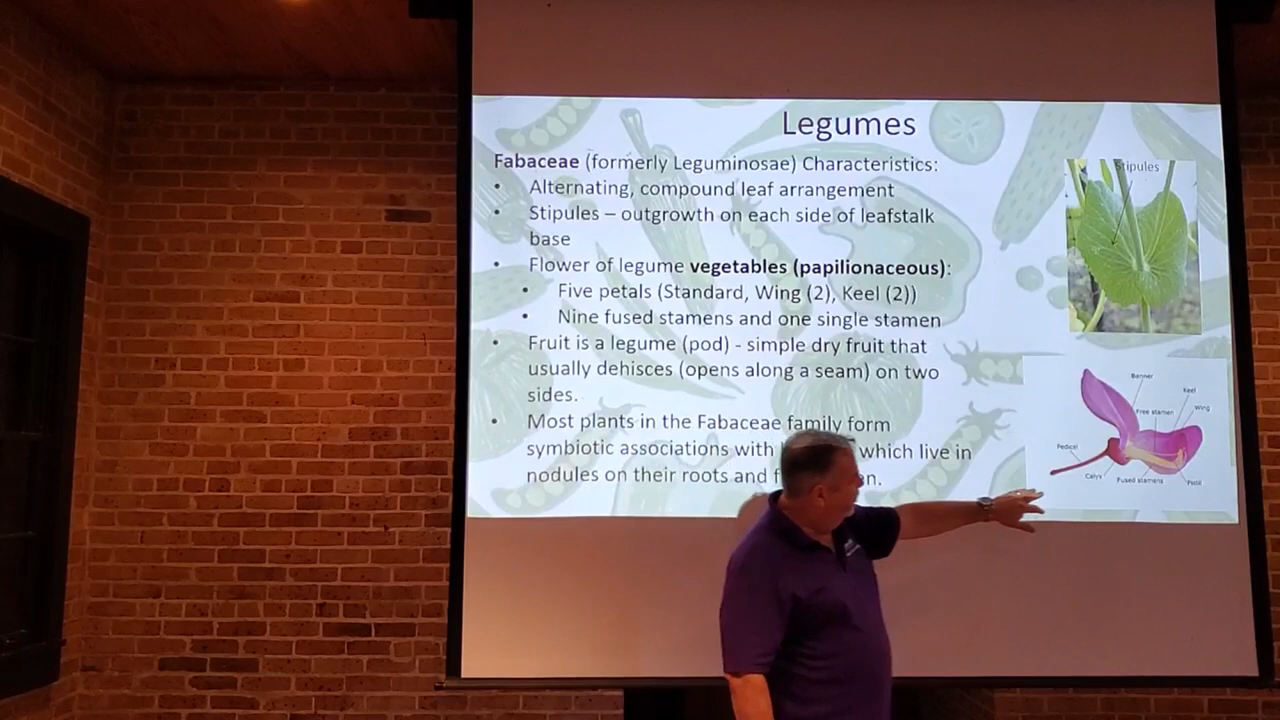 Legumes
Fabaceae (formerly Leguminosae) Characteristics:
• Alternating, compound leaf arrangement
• Stipules – outgrowth on each side of leafstalk
base
• Flower of legume vegetables (papilionaceous):
• Five petals (Standard, Wing (2), Keel (2))
• Nine fused stamens and one single stamen
• Fruit is a legume (pod) - simple dry fruit that
usually dehisces (opens along a seam) on two
sides.
• Most plants in the Fabaceae family form
symbiotic associations with which live in
nodules on their roots and
Stipules
Banner
Keel
Free stamen
Wing
Pedicel
Calyx
Fused stamens
Pistil